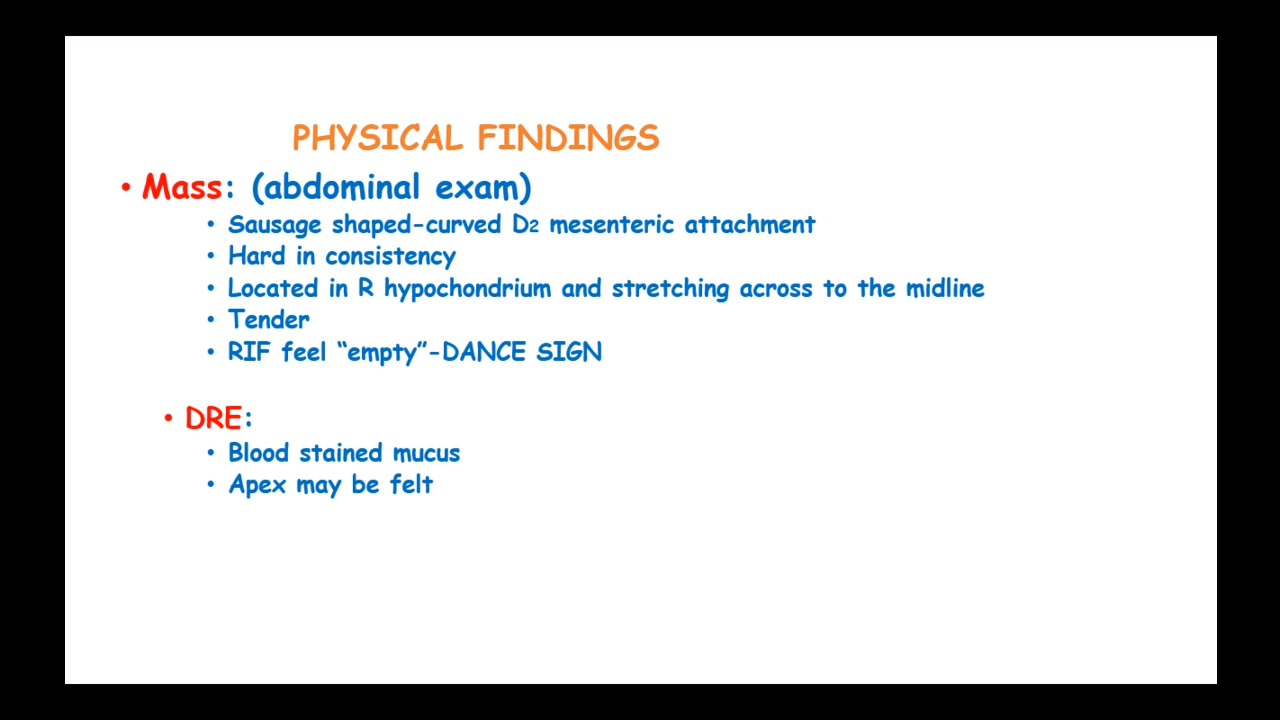 PHYSICAL FINDINGS
• Mass: (abdominal exam)
• Sausage shaped-curved D2 mesenteric attachment
• Hard in consistency
• Located in R hypochondrium and stretching across to the midline
• Tender
• RIF feel “empty”-DANCE SIGN
• DRE:
• Blood stained mucus
• Apex may be felt